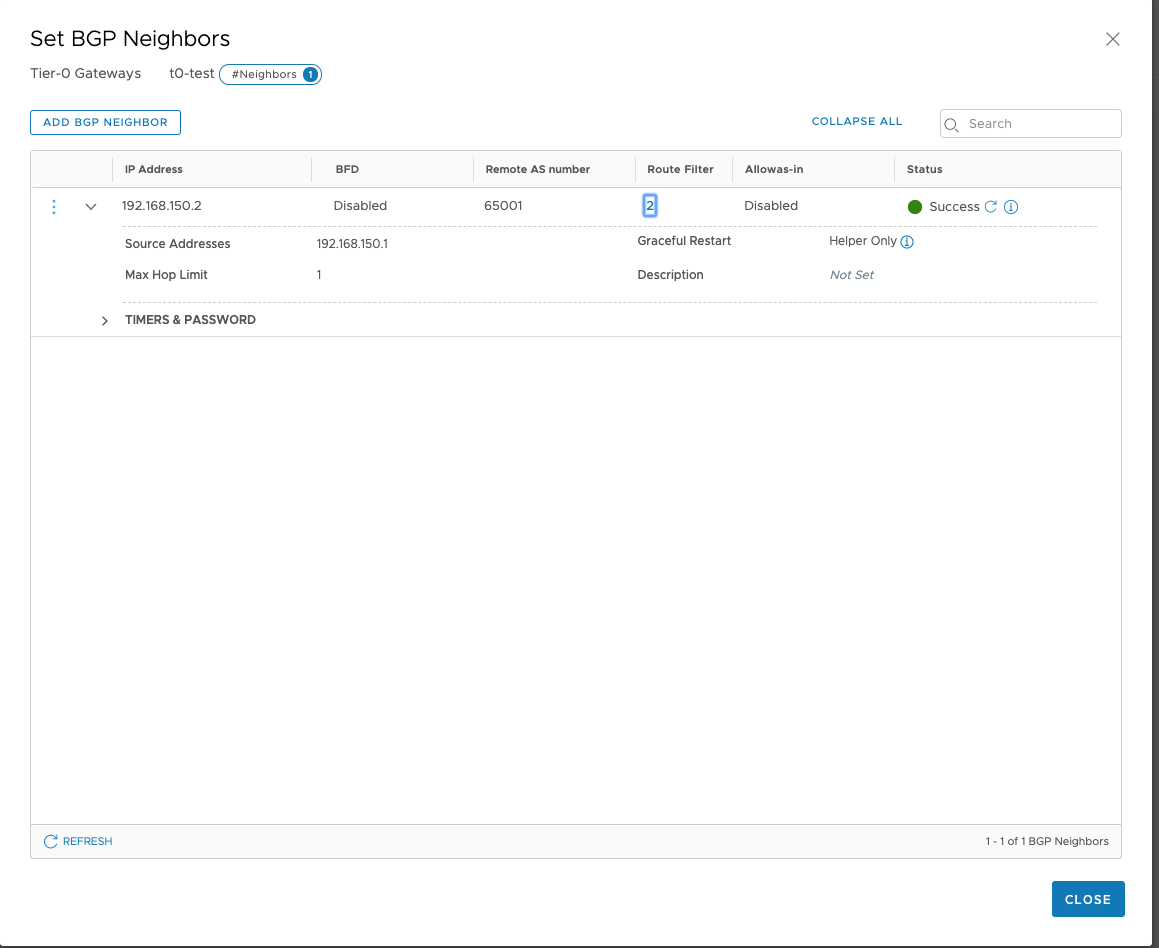 Set BGP Neighbors
Tier-0 Gateways t0-test #Neighbors 1
ADD BGP NEIGHBOR COLLAPSE ALL Search
IP Address BFD Remote AS number Route Filter Allowas-in Status
192.168.150.2 Disabled 65001 2 Disabled Success
Source Addresses 192.168.150.1 Graceful Restart Helper Only
Max Hop Limit 1 Description Not Set
TIMERS & PASSWORD
REFRESH 1 - 1 of 1 BGP Neighbors
CLOSE